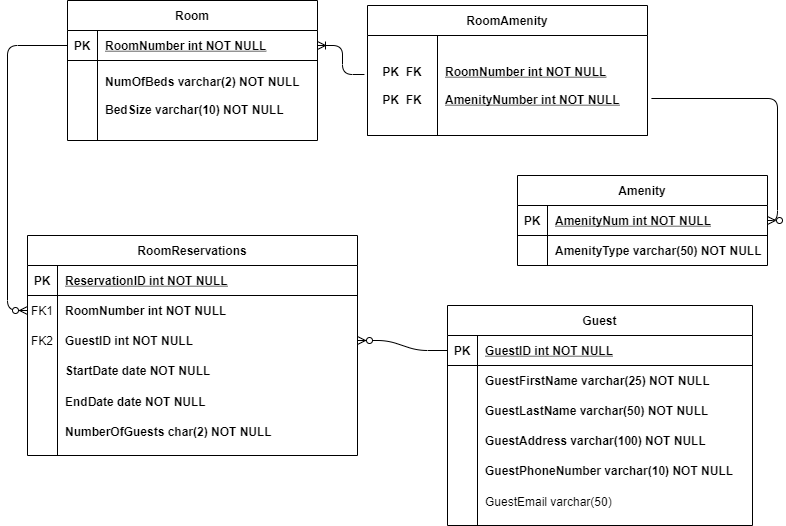 Room
PK RoomNumber int NOT NULL
NumOfBeds varchar(2) NOT NULL
BedSize varchar(10) NOT NULL
RoomAmenity
PK FK RoomNumber int NOT NULL
PK FK AmenityNumber int NOT NULL
Amenity
PK AmenityNum int NOT NULL
AmenityType varchar(50) NOT NULL
RoomReservations
PK ReservationID int NOT NULL
FK1 RoomNumber int NOT NULL
FK2 GuestID int NOT NULL
StartDate date NOT NULL
EndDate date NOT NULL
NumberOfGuests char(2) NOT NULL
Guest
PK GuestID int NOT NULL
GuestFirstName varchar(25) NOT NULL
GuestLastName varchar(50) NOT NULL
GuestAddress varchar(100) NOT NULL
GuestPhoneNumber varchar(10) NOT NULL
GuestEmail varchar(50)